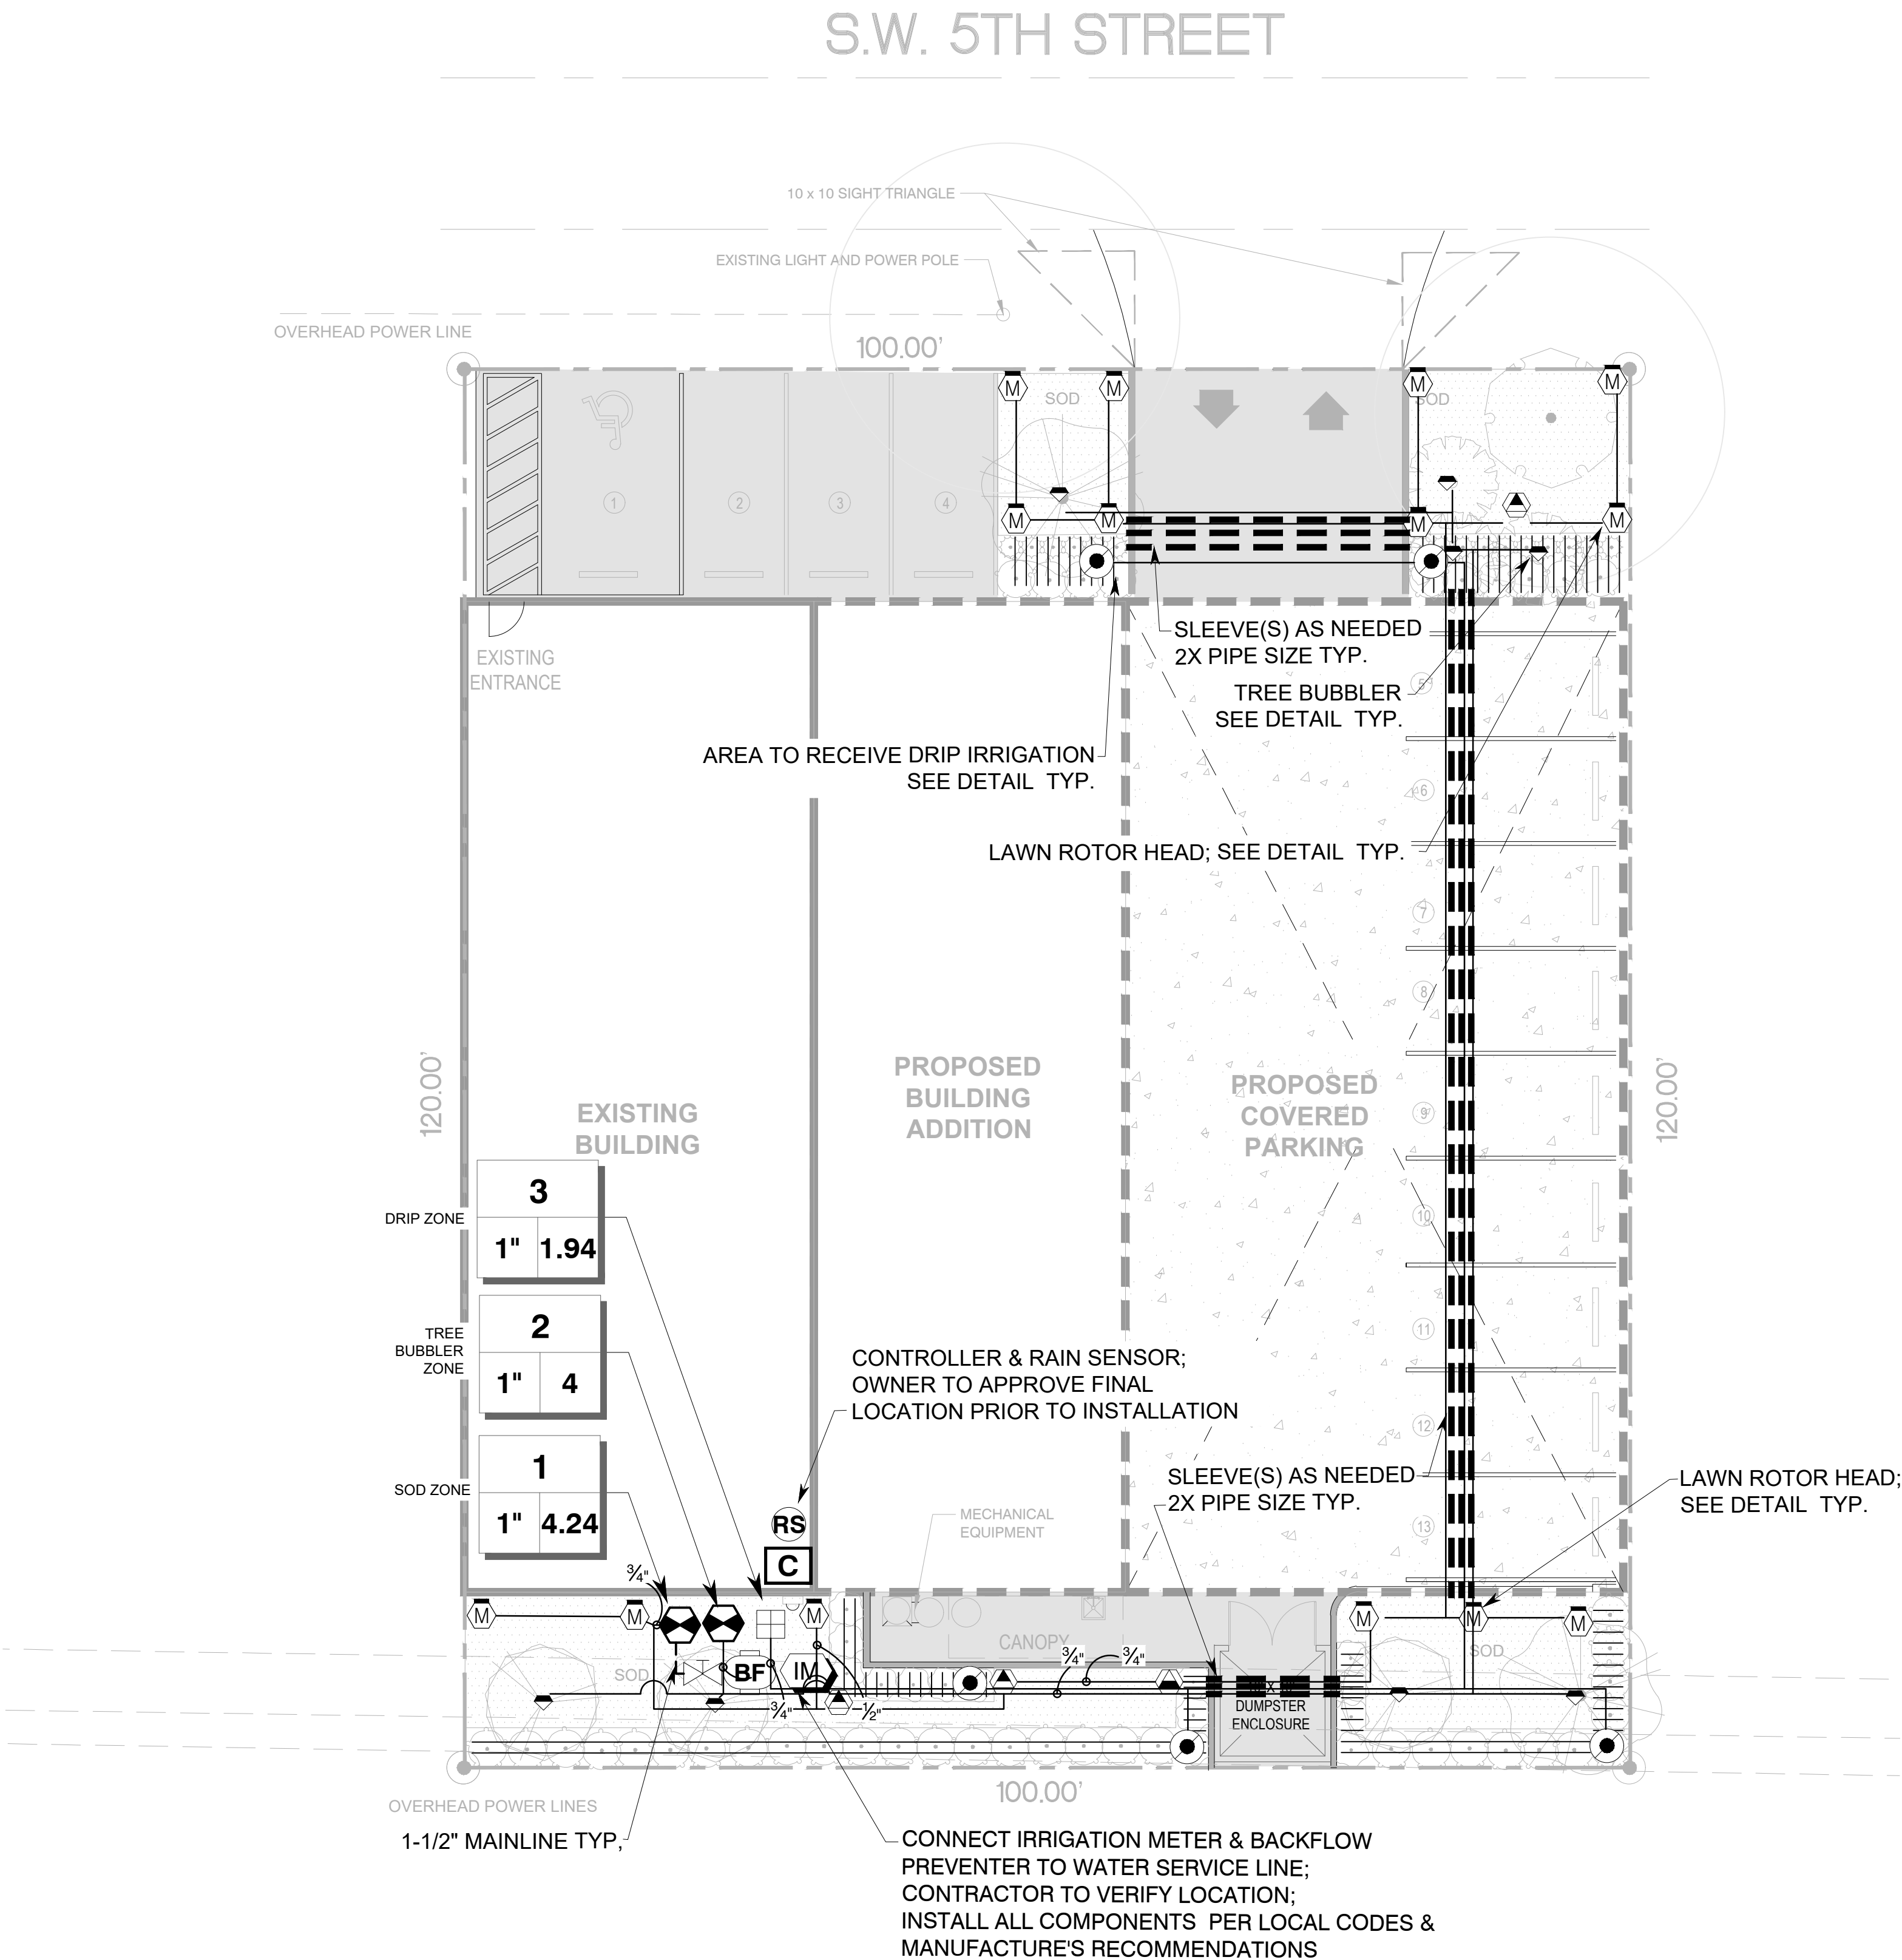 S.W. 5TH STREET
10 x 10 SIGHT TRIANGLE
EXISTING LIGHT AND POWER POLE
OVERHEAD POWER LINE
100.00'
M
M
M
M
SOD
SOD
1
2
3
4
M
M
M
M
EXISTING
ENTRANCE
SLEEVE(S) AS NEEDED
2X PIPE SIZE TYP.
5
TREE BUBBLER
SEE DETAIL TYP.
AREA TO RECEIVE DRIP IRRIGATION
SEE DETAIL TYP.
6
LAWN ROTOR HEAD; SEE DETAIL TYP.
7
8
120.00'
EXISTING
BUILDING
PROPOSED
BUILDING
ADDITION
PROPOSED
COVERED
PARKING
9
120.00'
3
DRIP ZONE
1" 1.94
10
2
TREE
BUBBLER
ZONE
1" 4
11
CONTROLLER & RAIN SENSOR;
OWNER TO APPROVE FINAL
LOCATION PRIOR TO INSTALLATION
12
1
SOD ZONE
1" 4.24
SLEEVE(S) AS NEEDED
2X PIPE SIZE TYP.
LAWN ROTOR HEAD;
SEE DETAIL TYP.
MECHANICAL
EQUIPMENT
RS
C
13
¾"
M
M
M
M
M
M
CANOPY
SOD
SOD
BF
IM
¾"
¾"
¾"
½"
DUMPSTER
ENCLOSURE
100.00'
OVERHEAD POWER LINES
1-1/2" MAINLINE TYP,
CONNECT IRRIGATION METER & BACKFLOW
PREVENTER TO WATER SERVICE LINE;
CONTRACTOR TO VERIFY LOCATION;
INSTALL ALL COMPONENTS PER LOCAL CODES &
MANUFACTURE'S RECOMMENDATIONS